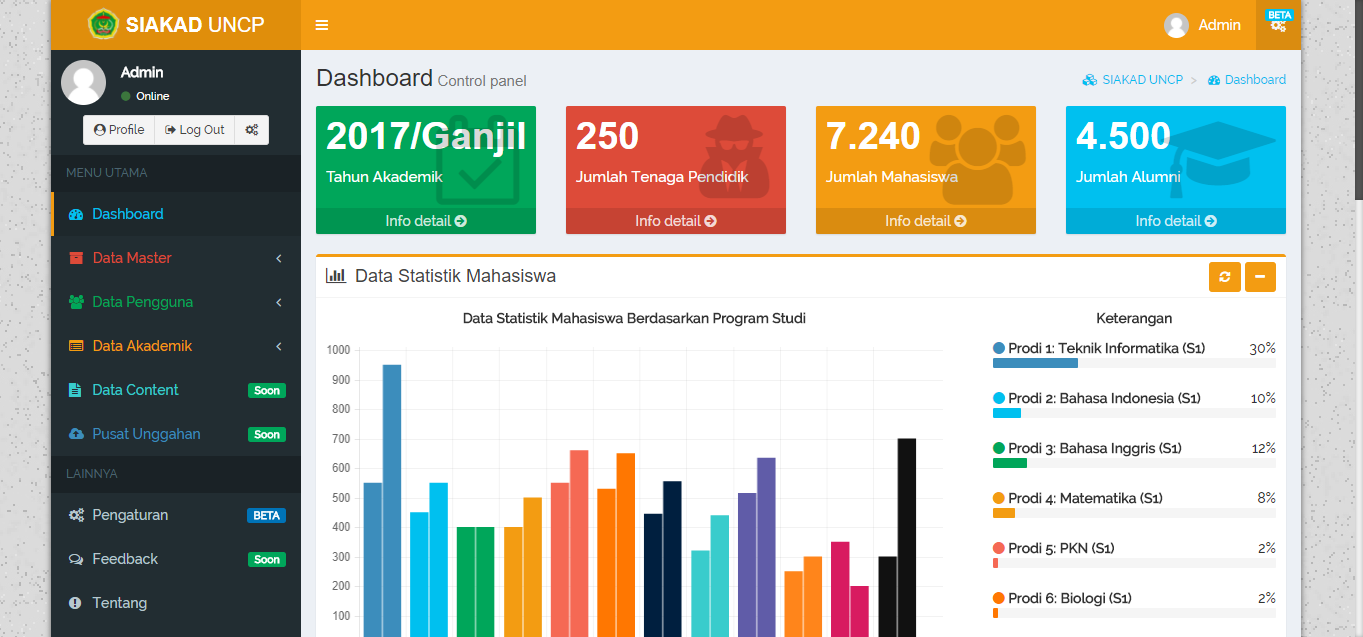 SIAKAD UNCP
Admin
BETA
Admin
Online
Profile
Log Out
MENU UTAMA
Dashboard
Data Master
Data Pengguna
Data Akademik
Data Content Soon
Pusat Unggahan Soon
LAINNYA
Pengaturan BETA
Feedback Soon
Tentang
Dashboard Control panel
SIAKAD UNCP > Dashboard
2017/Ganjil
Tahun Akademik
Info detail
250
Jumlah Tenaga Pendidik
Info detail
7.240
Jumlah Mahasiswa
Info detail
4.500
Jumlah Alumni
Info detail
Data Statistik Mahasiswa
Data Statistik Mahasiswa Berdasarkan Program Studi
1000
900
800
700
600
500
400
300
200
100
Keterangan
Prodi 1: Teknik Informatika (S1) 30%
Prodi 2: Bahasa Indonesia (S1) 10%
Prodi 3: Bahasa Inggris (S1) 12%
Prodi 4: Matematika (S1) 8%
Prodi 5: PKN (S1) 2%
Prodi 6: Biologi (S1) 2%